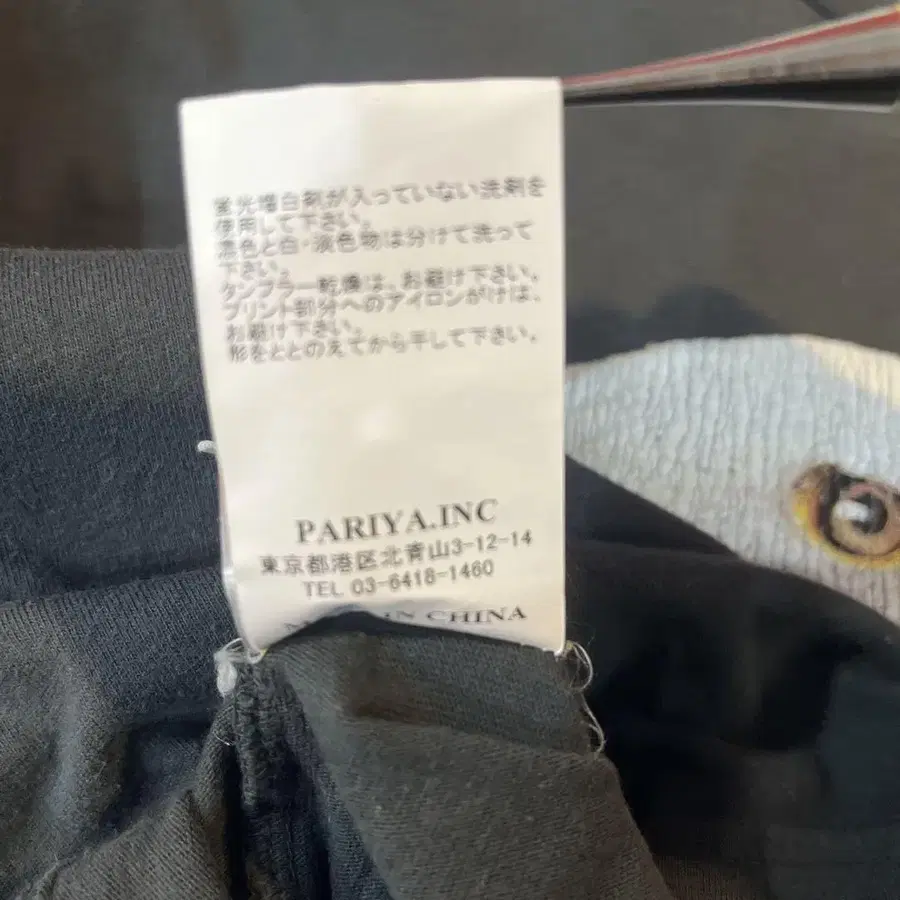 蛍光増白剤が入っていない洗剤を
使用して下さい。
濃色と白・淡色物は分けて洗って
下さい。
タンブラー乾燥は、お避け下さい。
プリント部分へのアイロンがけは、
お避け下さい。
形をととのえてから干して下さい。
PARIYA.INC
東京都港区北青山3-12-14
TEL 03-6418-1460
IN CHINA